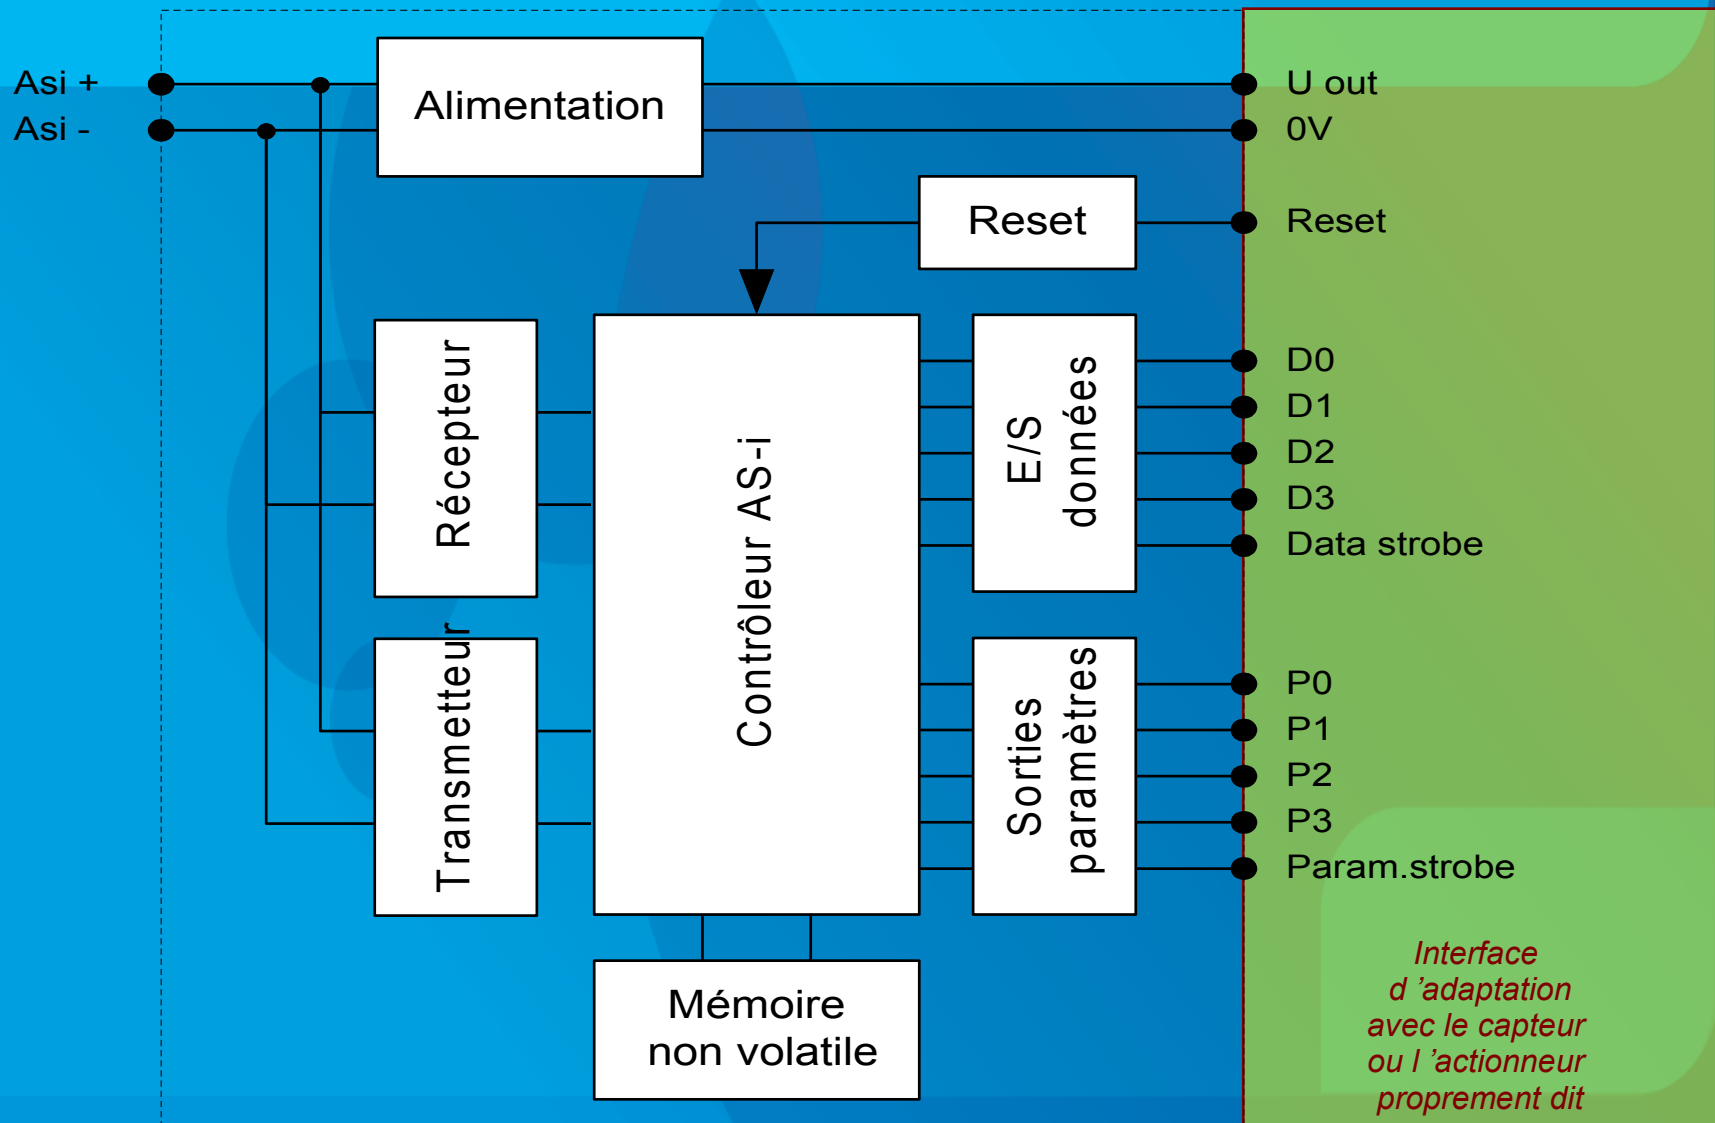 Asi +
Asi -
Alimentation
U out
0V
Reset
Reset
Récepteur
Transmetteur
Contrôleur AS-i
E/S
données
D0
D1
D2
D3
Data strobe
Sorties
paramètres
P0
P1
P2
P3
Param.strobe
Mémoire
non volatile
Interface
d ’adaptation
avec le capteur
ou l ’actionneur
proprement dit